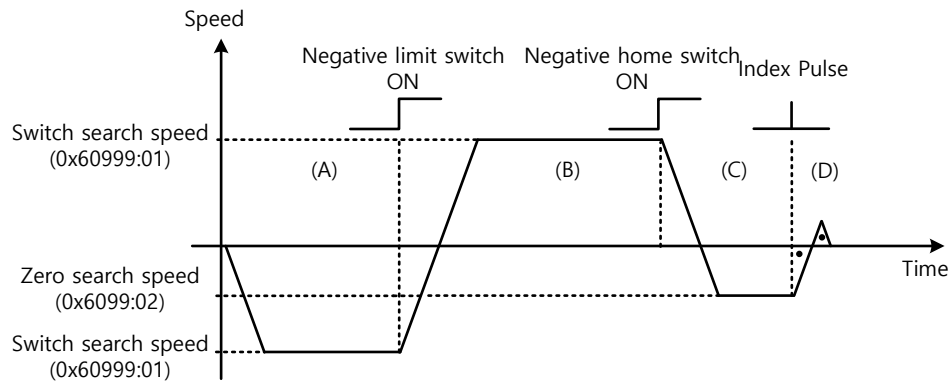 Speed
Negative limit switch
ON
Negative home switch
ON
Index Pulse
Switch search speed
(0x60999:01)
(A)
(B)
(C)
(D)
Time
Zero search speed
(0x6099:02)
Switch search speed
(0x60999:01)